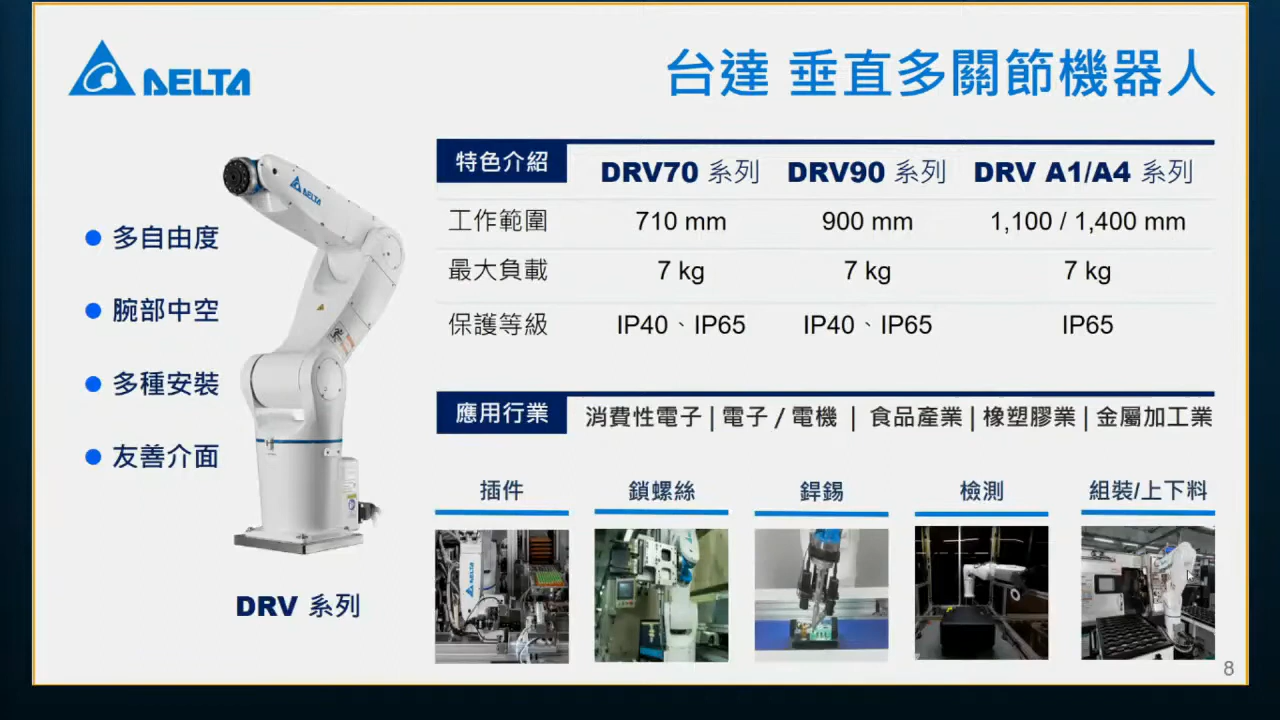 DELTA
台達 垂直多關節機器人
多自由度
腕部中空
多種安裝
友善介面
DELTA
DRV 系列
特色介紹 DRV70 系列 DRV90 系列 DRV A1/A4 系列
工作範圍 710 mm 900 mm 1,100 / 1,400 mm
最大負載 7 kg 7 kg 7 kg
保護等級 IP40、IP65 IP40、IP65 IP65
應用行業 消費性電子 | 電子 / 電機 | 食品產業 | 橡塑膠業 | 金屬加工業
插件 鎖螺絲 銲錫 檢測 組裝/上下料
DELTA
8